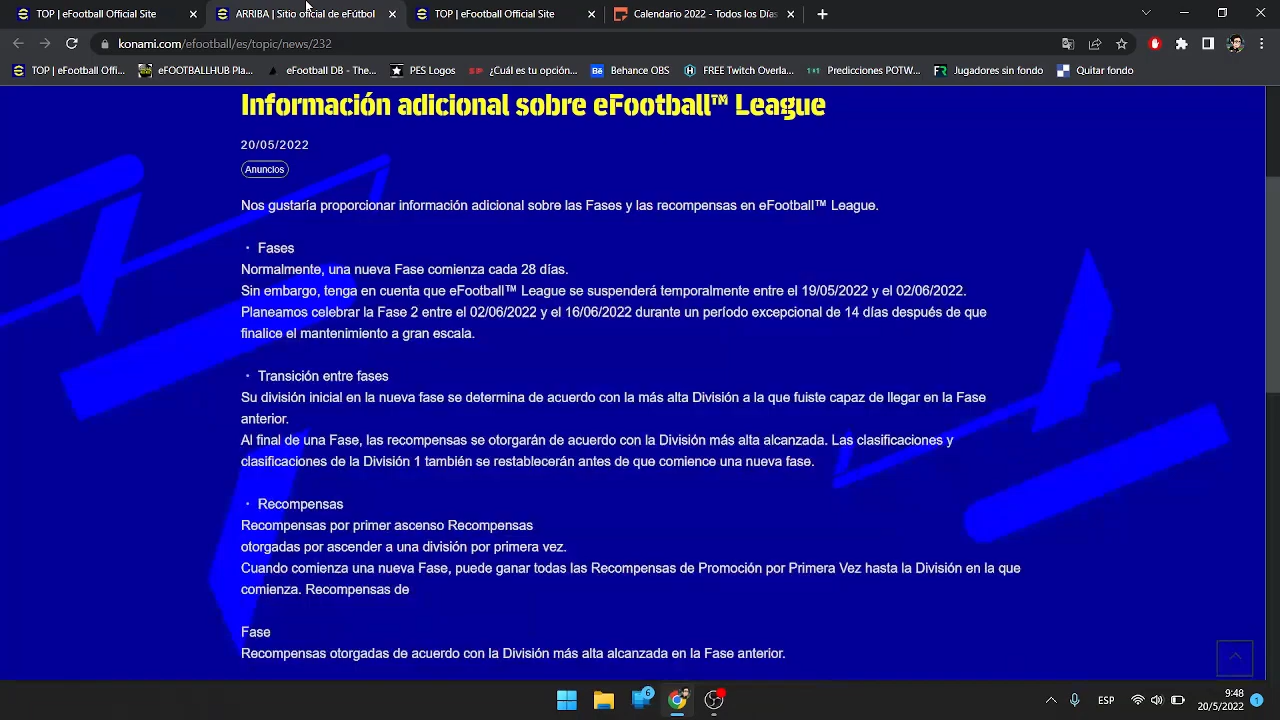 TOP | eFootball Official Site
ARRIBA | Sitio oficial de eFútbol
TOP | eFootball Official Site
Calendario 2022 - Todos los Días
konami.com/efootball/es/topic/news/232
TOP | eFootball Offi...
eFOOTBALLHUB Pla...
eFootball DB - The...
PES Logos
¿Cuál es tu opción...
Behance OBS
FREE Twitch Overla...
Predicciones POTW...
Jugadores sin fondo
Quitar fondo
Información adicional sobre eFootball™ League
20/05/2022
Anuncios
Nos gustaría proporcionar información adicional sobre las Fases y las recompensas en eFootball™ League.
・ Fases
Normalmente, una nueva Fase comienza cada 28 días.
Sin embargo, tenga en cuenta que eFootball™ League se suspenderá temporalmente entre el 19/05/2022 y el 02/06/2022.
Planeamos celebrar la Fase 2 entre el 02/06/2022 y el 16/06/2022 durante un período excepcional de 14 días después de que
finalice el mantenimiento a gran escala.
・ Transición entre fases
Su división inicial en la nueva fase se determina de acuerdo con la más alta División a la que fuiste capaz de llegar en la Fase
anterior.
Al final de una Fase, las recompensas se otorgarán de acuerdo con la División más alta alcanzada. Las clasificaciones y
clasificaciones de la División 1 también se restablecerán antes de que comience una nueva fase.
・ Recompensas
Recompensas por primer ascenso Recompensas
otorgadas por ascender a una división por primera vez.
Cuando comienza una nueva Fase, puede ganar todas las Recompensas de Promoción por Primera Vez hasta la División en la que
comienza. Recompensas de
Fase
Recompensas otorgadas de acuerdo con la División más alta alcanzada en la Fase anterior.
6
ESP
9:48
20/5/2022
1